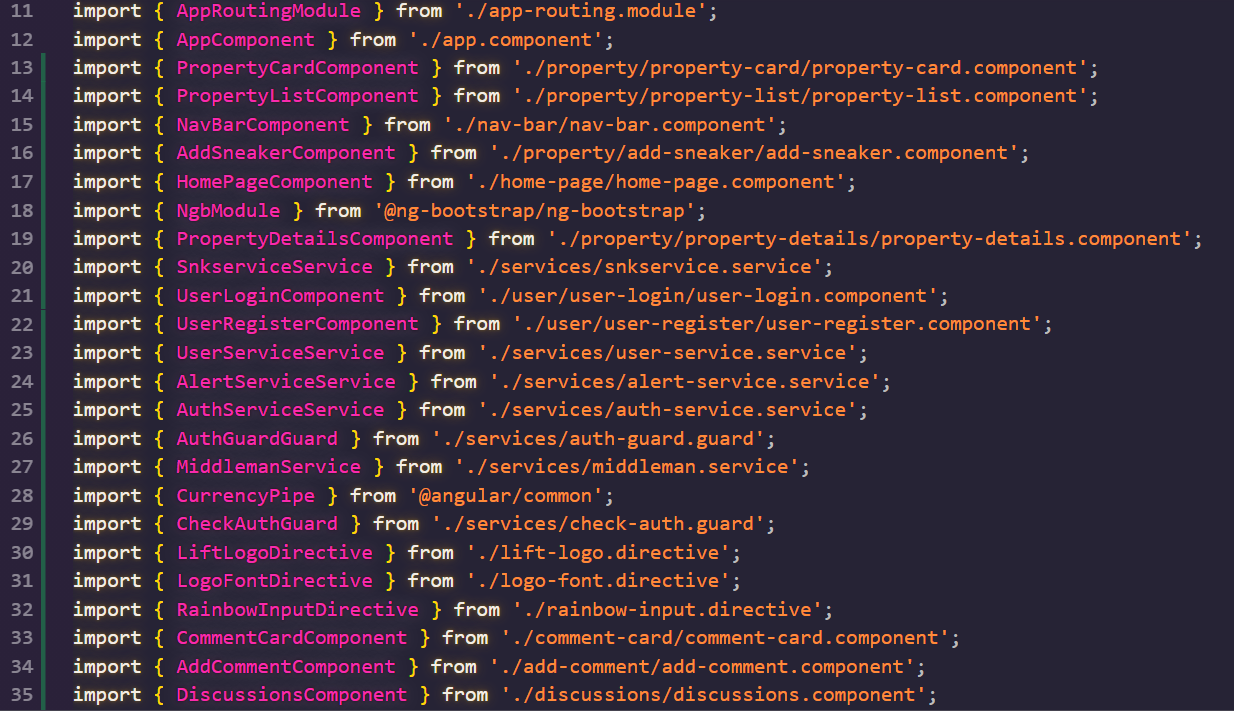 11 import { AppRoutingModule } from './app-routing.module';
12 import { AppComponent } from './app.component';
13 import { PropertyCardComponent } from './property/property-card/property-card.component';
14 import { PropertyListComponent } from './property/property-list/property-list.component';
15 import { NavBarComponent } from './nav-bar/nav-bar.component';
16 import { AddSneakerComponent } from './property/add-sneaker/add-sneaker.component';
17 import { HomePageComponent } from './home-page/home-page.component';
18 import { NgbModule } from '@ng-bootstrap/ng-bootstrap';
19 import { PropertyDetailsComponent } from './property/property-details/property-details.component';
20 import { SnkserviceService } from './services/snkservice.service';
21 import { UserLoginComponent } from './user/user-login/user-login.component';
22 import { UserRegisterComponent } from './user/user-register/user-register.component';
23 import { UserServiceService } from './services/user-service.service';
24 import { AlertServiceService } from './services/alert-service.service';
25 import { AuthServiceService } from './services/auth-service.service';
26 import { AuthGuardGuard } from './services/auth-guard.guard';
27 import { MiddlemanService } from './services/middleman.service';
28 import { CurrencyPipe } from '@angular/common';
29 import { CheckAuthGuard } from './services/check-auth.guard';
30 import { LiftLogoDirective } from './lift-logo.directive';
31 import { LogoFontDirective } from './logo-font.directive';
32 import { RainbowInputDirective } from './rainbow-input.directive';
33 import { CommentCardComponent } from './comment-card/comment-card.component';
34 import { AddCommentComponent } from './add-comment/add-comment.component';
35 import { DiscussionsComponent } from './discussions/discussions.component';